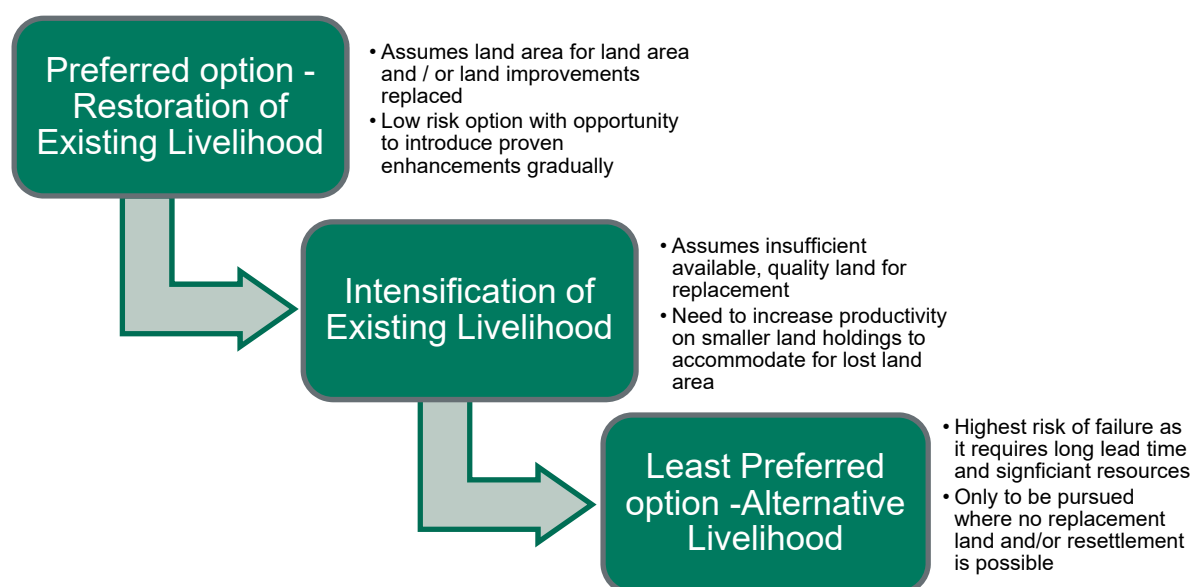 Preferred option -
Restoration of
Existing Livelihood
• Assumes land area for land area
and / or land improvements
replaced
• Low risk option with opportunity
to introduce proven
enhancements gradually
Intensification of
Existing Livelihood
• Assumes insufficient
available, quality land for
replacement
• Need to increase productivity
on smaller land holdings to
accommodate for lost land
area
Least Preferred
option -Alternative
Livelihood
• Highest risk of failure as
it requires long lead time
and signficiant resources
• Only to be pursued
where no replacement
land and/or resettlement
is possible